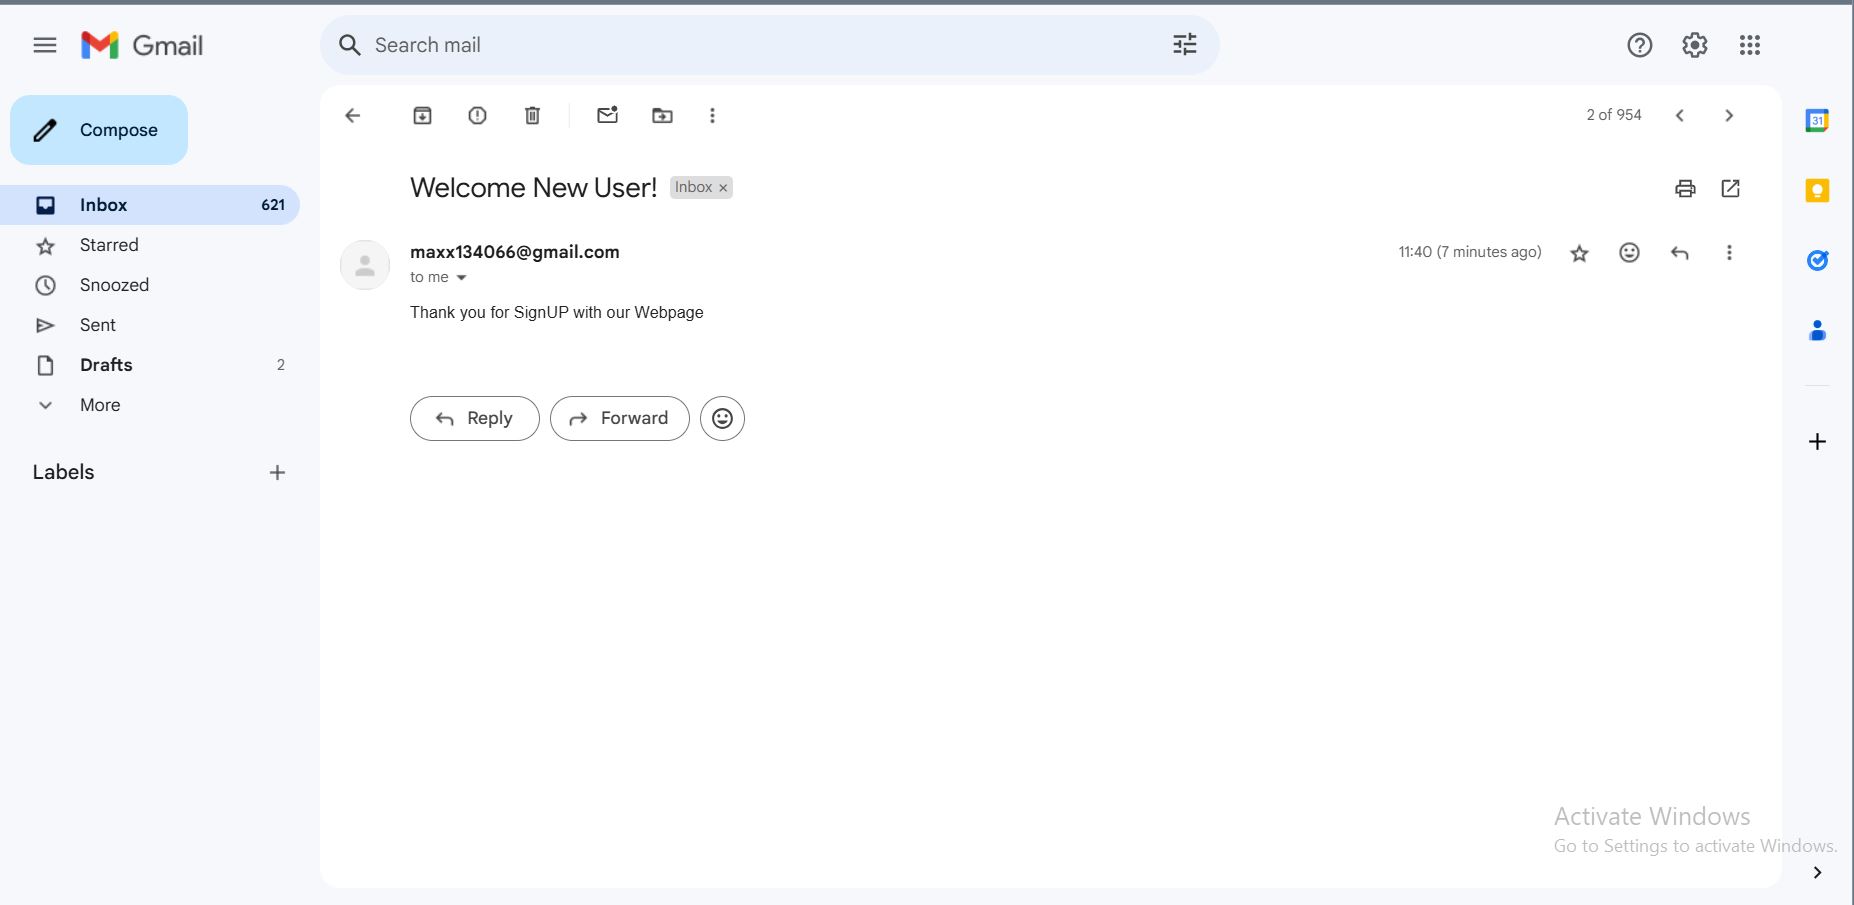 Gmail
Search mail
Compose
2 of 954
31
Welcome New User! Inbox ×
Inbox 621
Starred
Snoozed
Sent
Drafts 2
More
Labels
maxx134066@gmail.com 11:40 (7 minutes ago)
to me
Thank you for SignUP with our Webpage
Reply Forward
Activate Windows
Go to Settings to activate Windows.